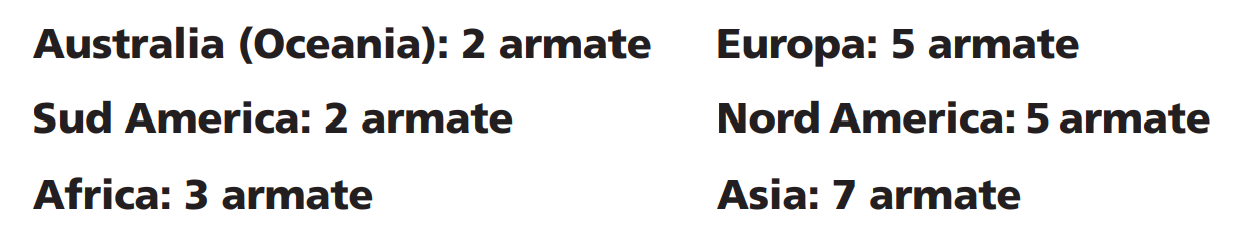 Australia (Oceania): 2 armate
Sud America: 2 armate
Africa: 3 armate
Europa: 5 armate
Nord America: 5 armate
Asia: 7 armate